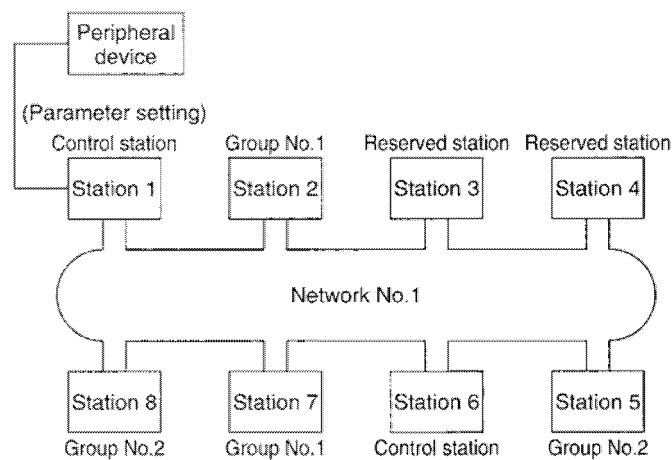 Peripheral
device
(Parameter setting)
Control station
Group No.1
Reserved station
Reserved station
Station 1
Station 2
Station 3
Station 4
Network No.1
Station 8
Station 7
Station 6
Station 5
Group No.2
Group No.1
Control station
Group No.2